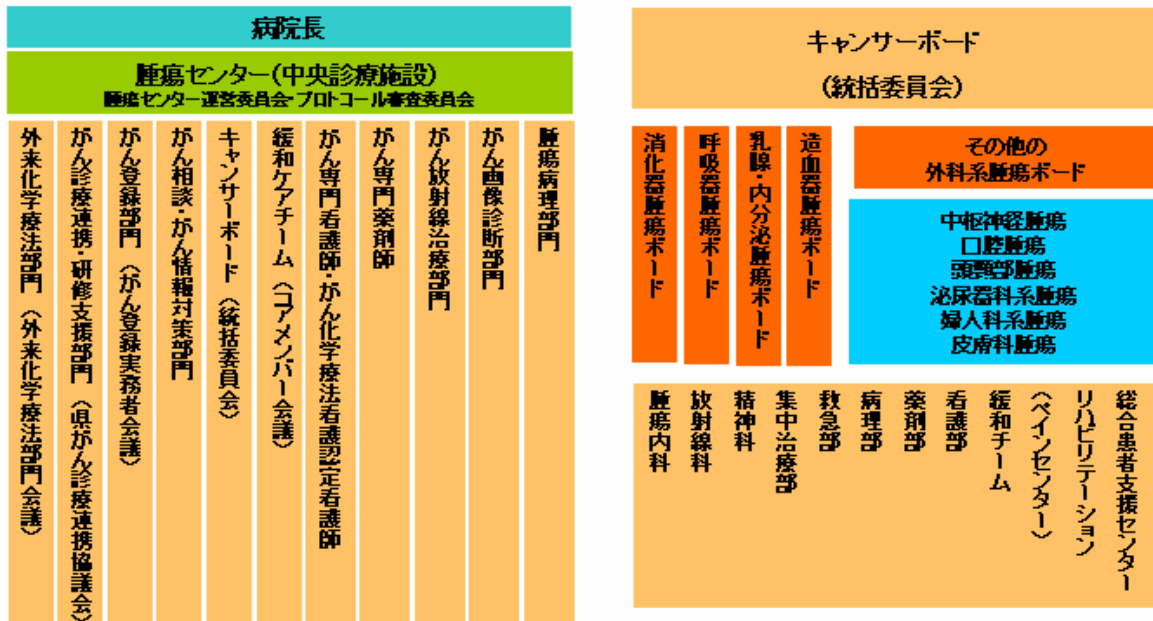 病院長
腫瘍センター(中央診療施設)
腫瘍センター運営委員会・プロトコール審査委員会
外来化学療法部門(外来化学療法部門会議)
がん診療連携・研修支援部門(県がん診療連携協議会)
がん登録部門(がん登録実務者会議)
がん相談・がん情報対策部門
キャンサーボード(統括委員会)
緩和ケアチーム(コアメンバー会議)
がん専門看護師・がん化学療法看護認定看護師
がん専門薬剤師
がん放射線治療部門
がん画像診断部門
腫瘍病理部門
キャンサーボード
(統括委員会)
消化器腫瘍ボード
呼吸器腫瘍ボード
乳腺・内分泌腫瘍ボード
造血器腫瘍ボード
その他の
外科系腫瘍ボード
中枢神経腫瘍
口腔腫瘍
頭頸部腫瘍
泌尿器科系腫瘍
婦人科系腫瘍
皮膚科腫瘍
腫瘍内科
放射線科
精神科
集中治療部
救急部
病理部
薬剤部
看護部
緩和チーム
(ペインセンター)
リハビリテーション
総合患者支援センター